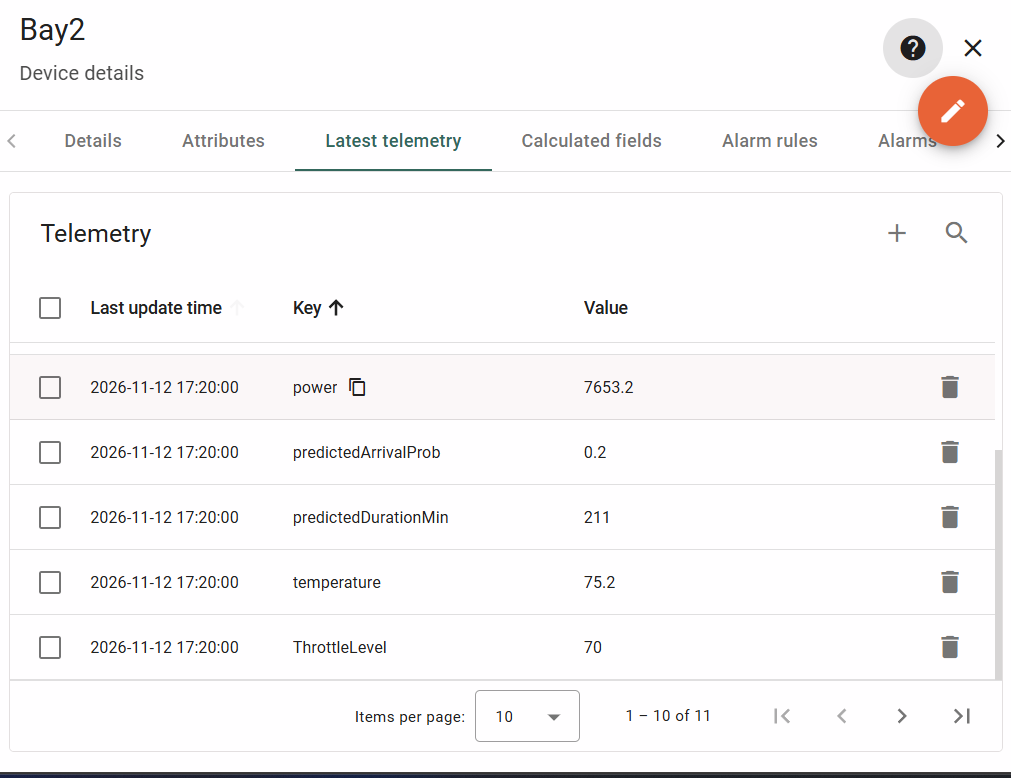 Bay2
Device details
Details Attributes Latest telemetry Calculated fields Alarm rules Alarms
Telemetry
Last update time Key Value
2026-11-12 17:20:00 power 7653.2
2026-11-12 17:20:00 predictedArrivalProb 0.2
2026-11-12 17:20:00 predictedDurationMin 211
2026-11-12 17:20:00 temperature 75.2
2026-11-12 17:20:00 ThrottleLevel 70
Items per page: 10 1 – 10 of 11